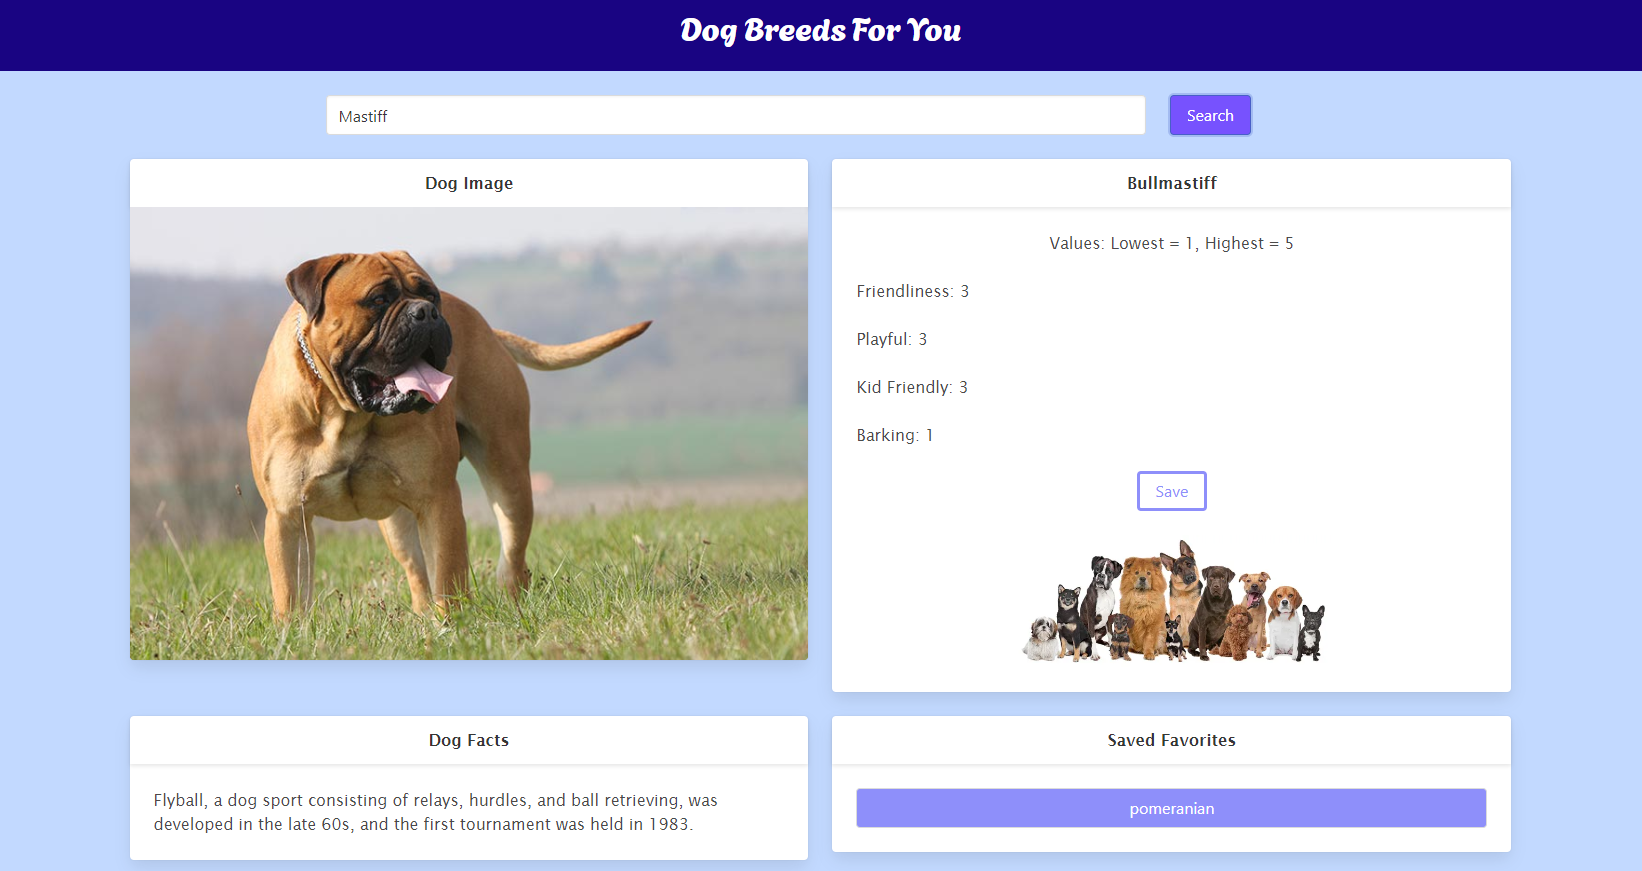 Dog Breeds For You
Mastiff
Search
Dog Image
Bullmastiff
Values: Lowest = 1, Highest = 5
Friendliness: 3
Playful: 3
Kid Friendly: 3
Barking: 1
Save
Dog Facts
Flyball, a dog sport consisting of relays, hurdles, and ball retrieving, was
developed in the late 60s, and the first tournament was held in 1983.
Saved Favorites
pomeranian